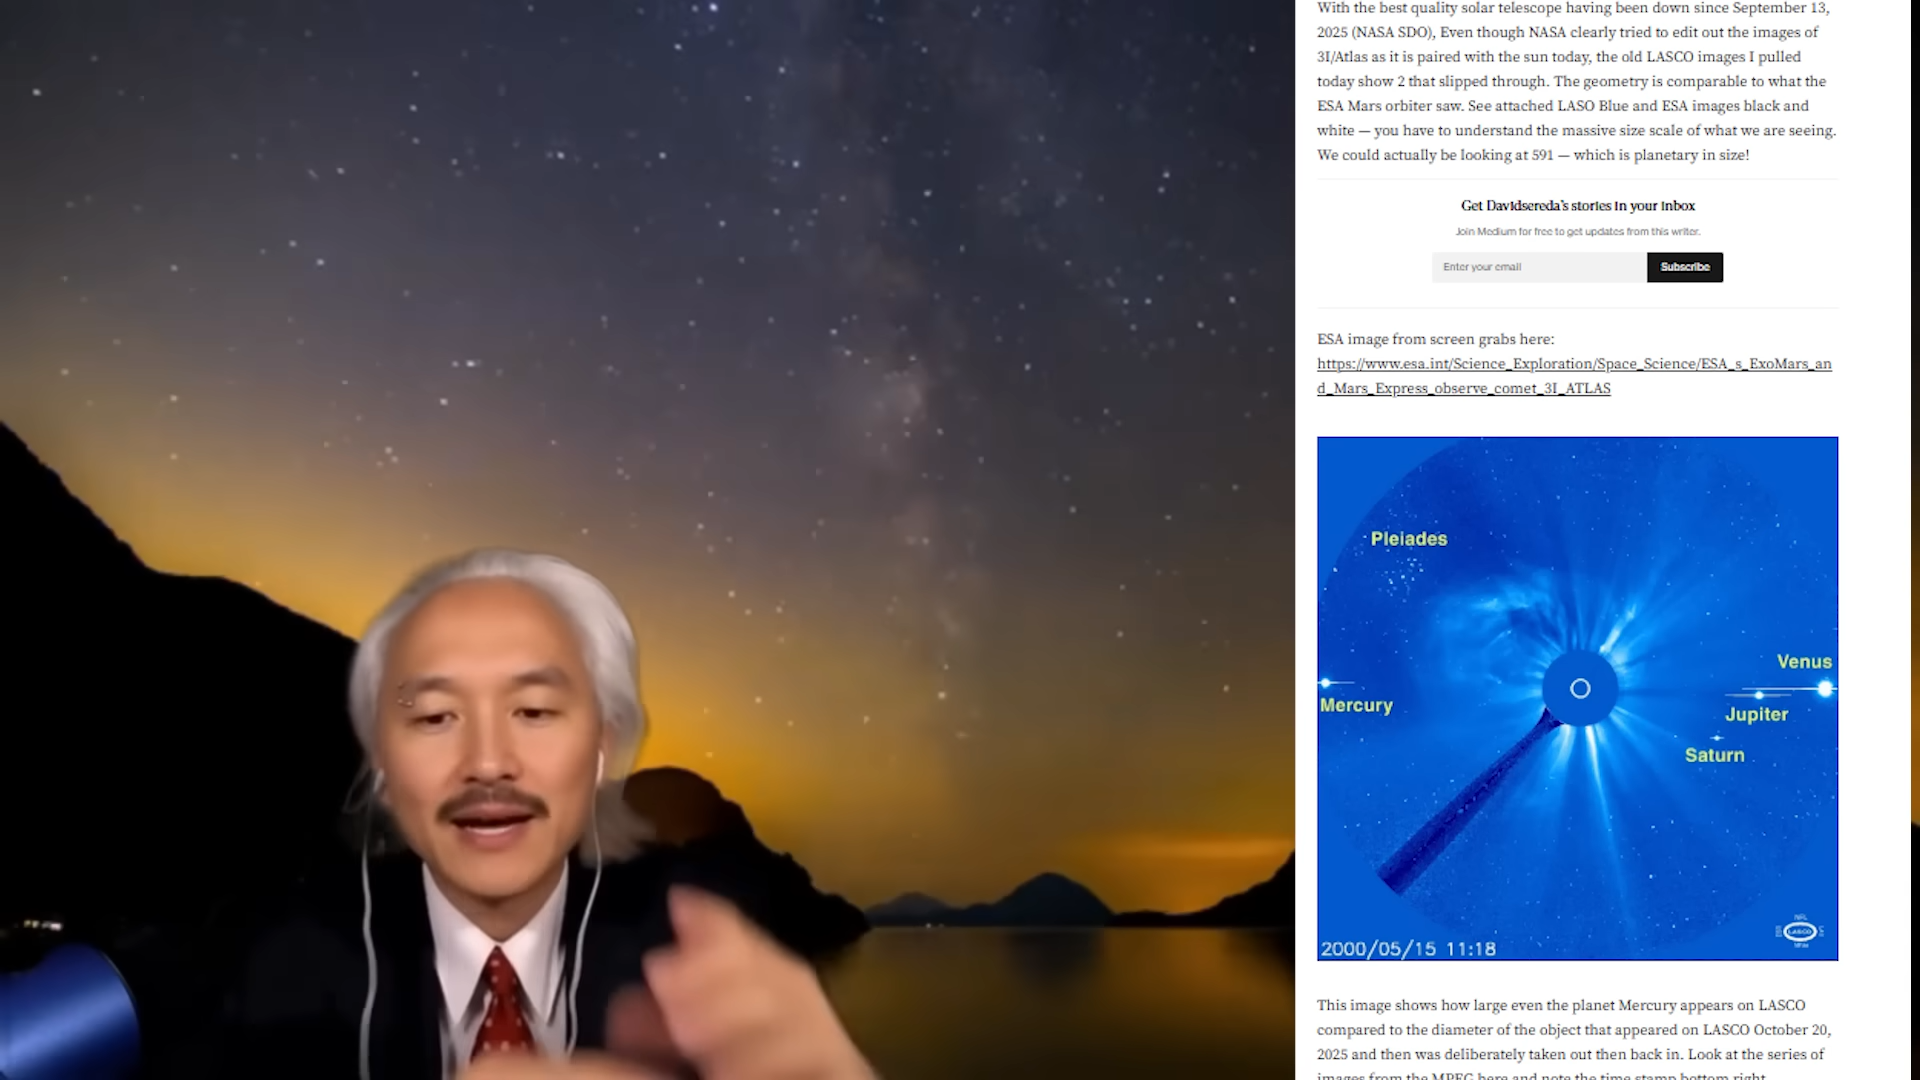 With the best quality solar telescope having been down since September 13,
2025 (NASA SDO), Even though NASA clearly tried to edit out the images of
3I/Atlas as it is paired with the sun today, the old LASCO images I pulled
today show 2 that slipped through. The geometry is comparable to what the
ESA Mars orbiter saw. See attached LASO Blue and ESA images black and
white — you have to understand the massive size scale of what we are seeing.
We could actually be looking at 591 — which is planetary in size!
Get Davidsereda's stories in your inbox
Join Medium for free to get updates from this writer.
Enter your email
Subscribe
ESA image from screen grabs here:
https://www.esa.int/Science_Exploration/Space_Science/ESA_s_ExoMars_an
d_Mars_Express_observe_comet_3I_ATLAS
Pleiades
Venus
Mercury
Jupiter
Saturn
LASCO
2000/05/15 11:18
This image shows how large even the planet Mercury appears on LASCO
compared to the diameter of the object that appeared on LASCO October 20,
2025 and then was deliberately taken out then back in. Look at the series of
images from the MPEG here and note the time stamp bottom right